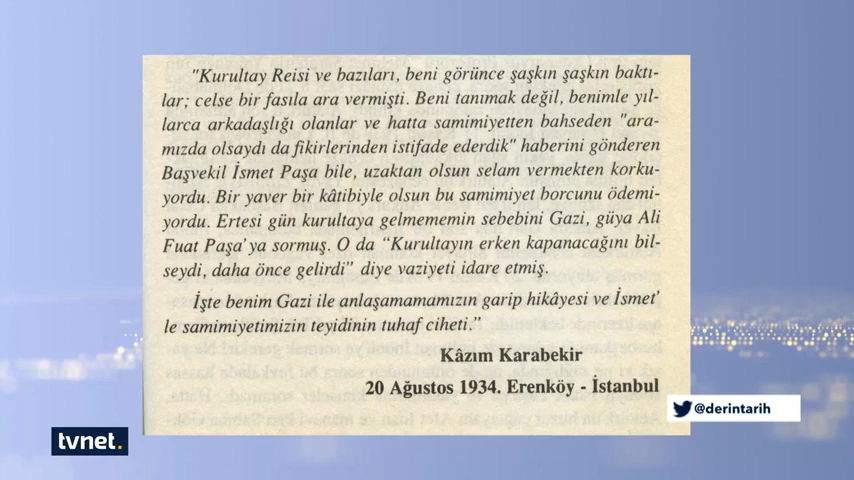 "Kurultay Reisi ve bazıları, beni görünce şaşkın şaşkın baktı-
lar; celse bir fasıla ara vermişti. Beni tanımak değil, benimle yıl-
larca arkadaşlığı olanlar ve hatta samimiyetten bahseden "ara-
mızda olsaydı da fikirlerinden istifade ederdik" haberini gönderen
Başvekil İsmet Paşa bile, uzaktan olsun selam vermekten korku-
yordu. Bir yaver bir kâtibiyle olsun bu samimiyet borcunu ödemi-
yordu. Ertesi gün kurultaya gelmememin sebebini Gazi, güya Ali
Fuat Paşa'ya sormuş. O da “Kurultayın erken kapanacağını bil-
seydi, daha önce gelirdi” diye vaziyeti idare etmiş.
İşte benim Gazi ile anlaşamamamızın garip hikâyesi ve İsmet'
le samimiyetimizin teyidinin tuhaf ciheti.”
Kâzım Karabekir
20 Ağustos 1934. Erenköy - İstanbul
@derintarih
tvnet.